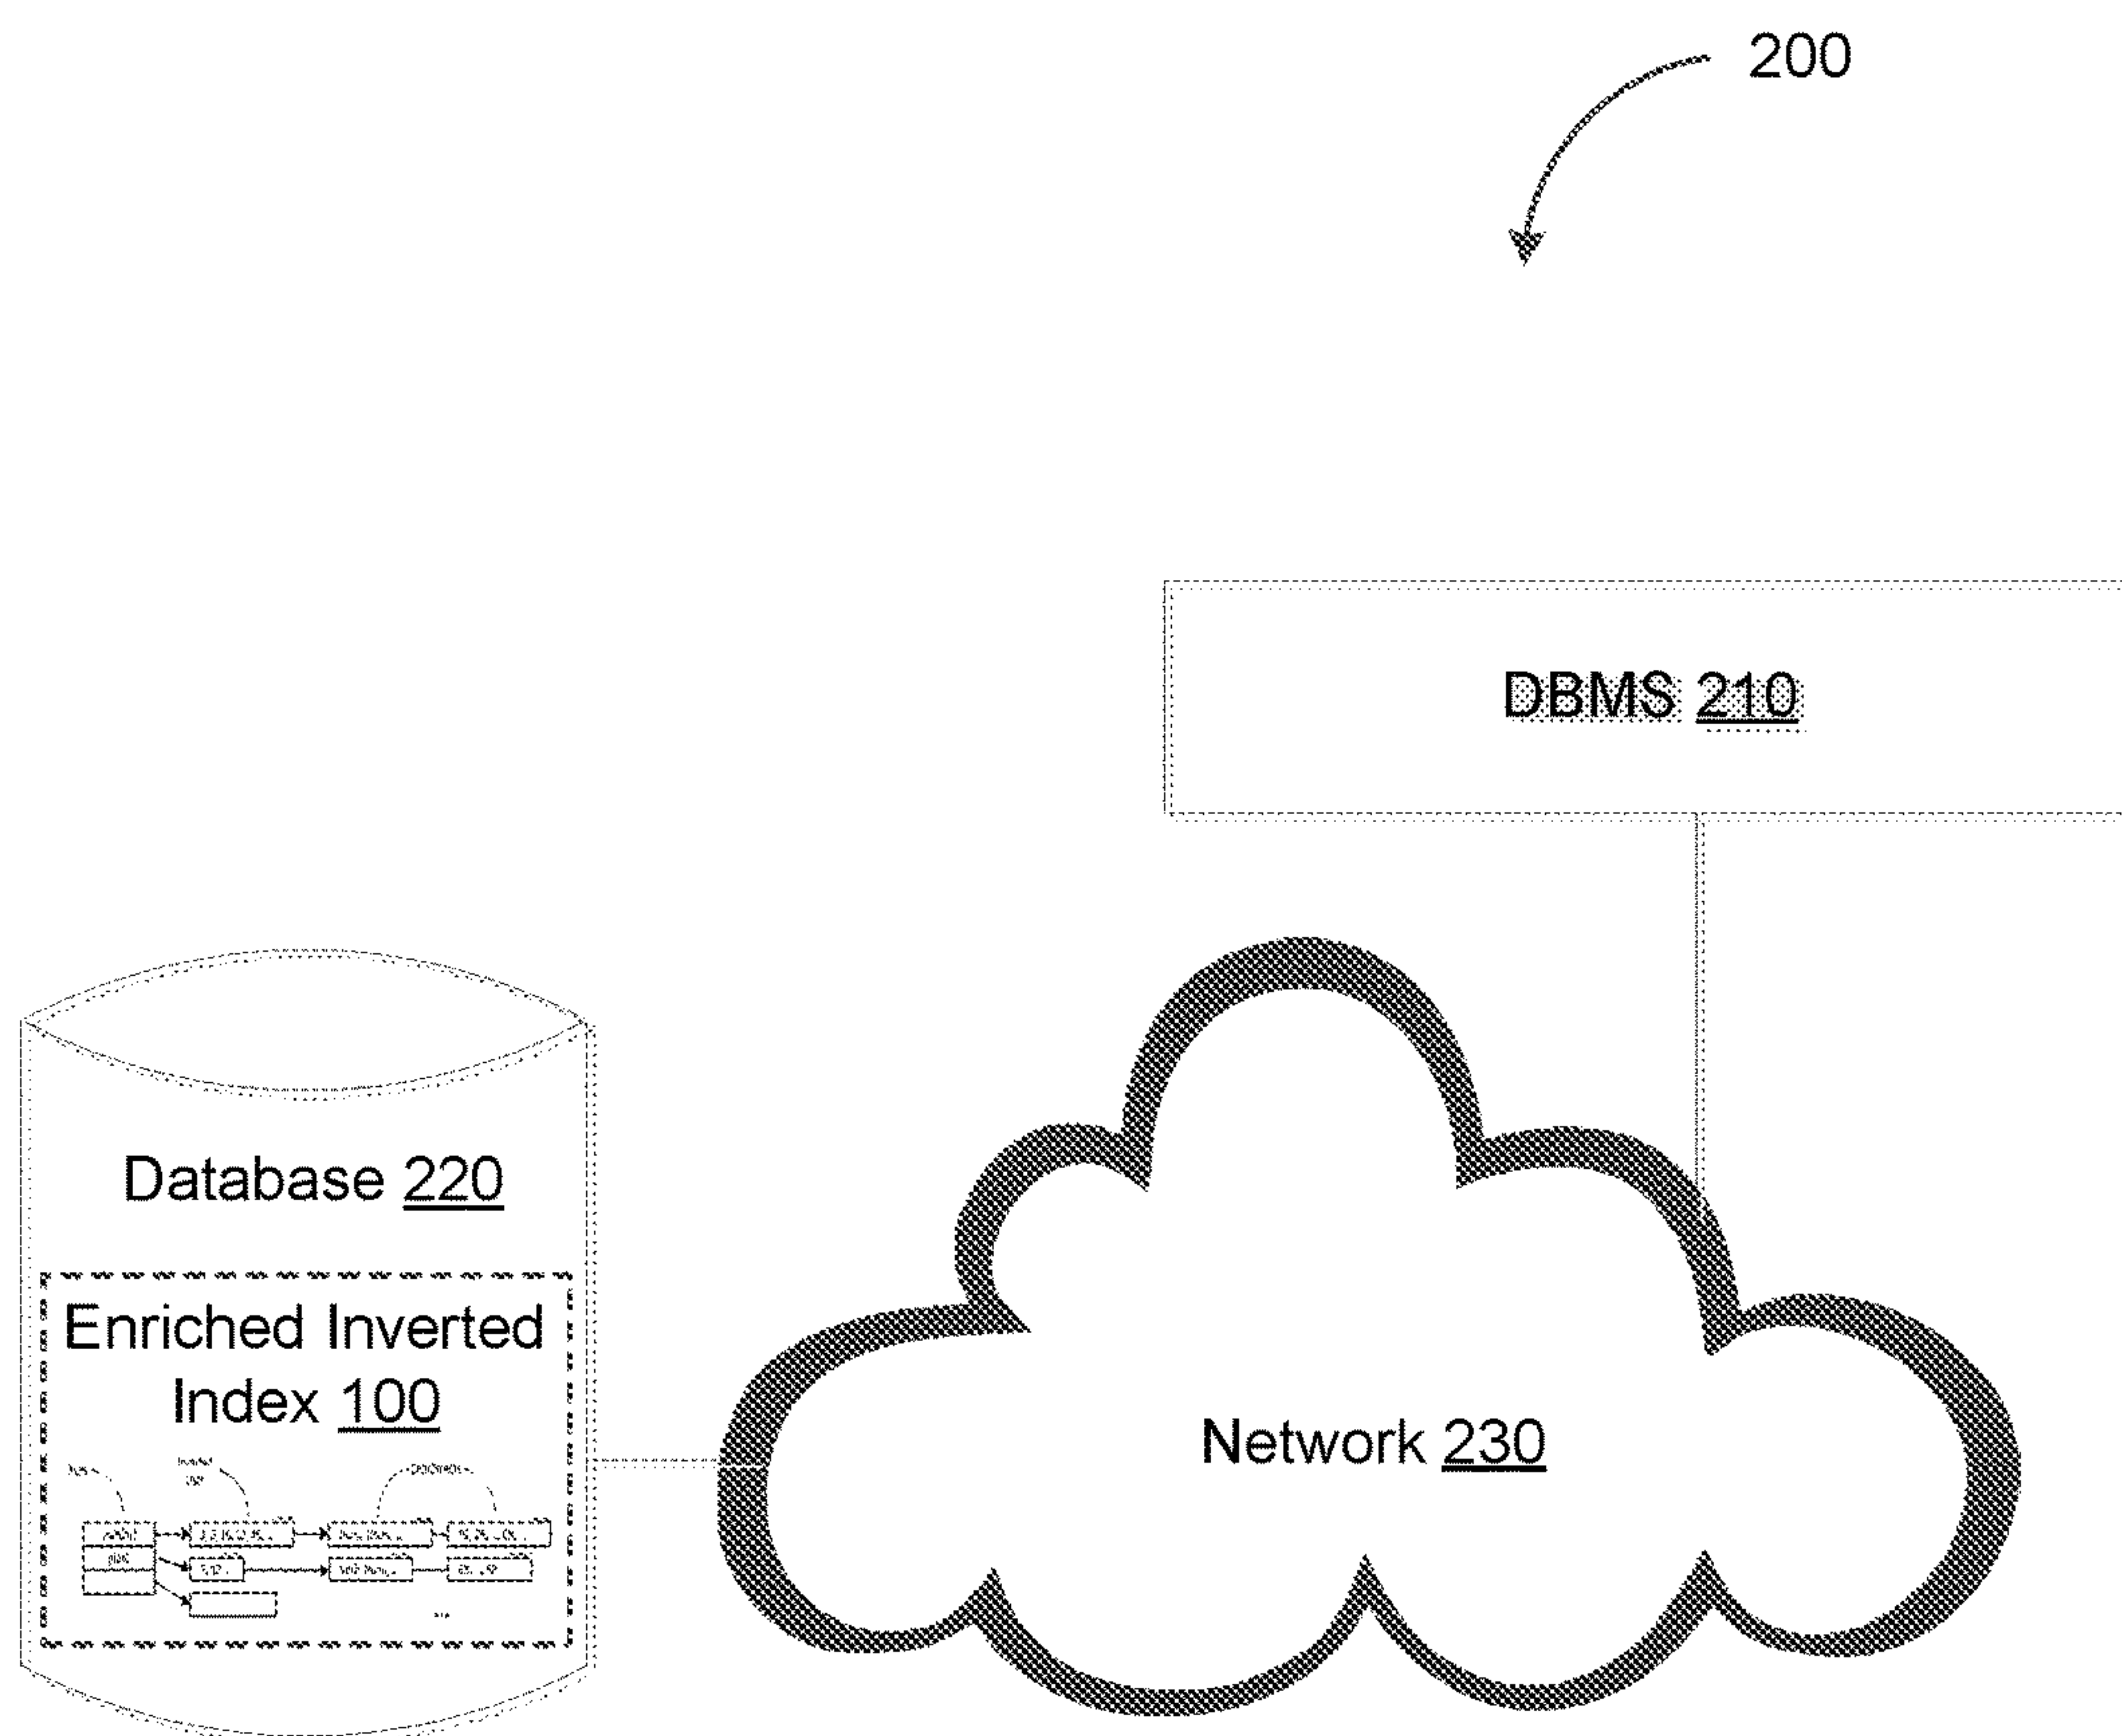 200
DBMS 210
Database 220
Enriched Inverted
Index 100
Network 230